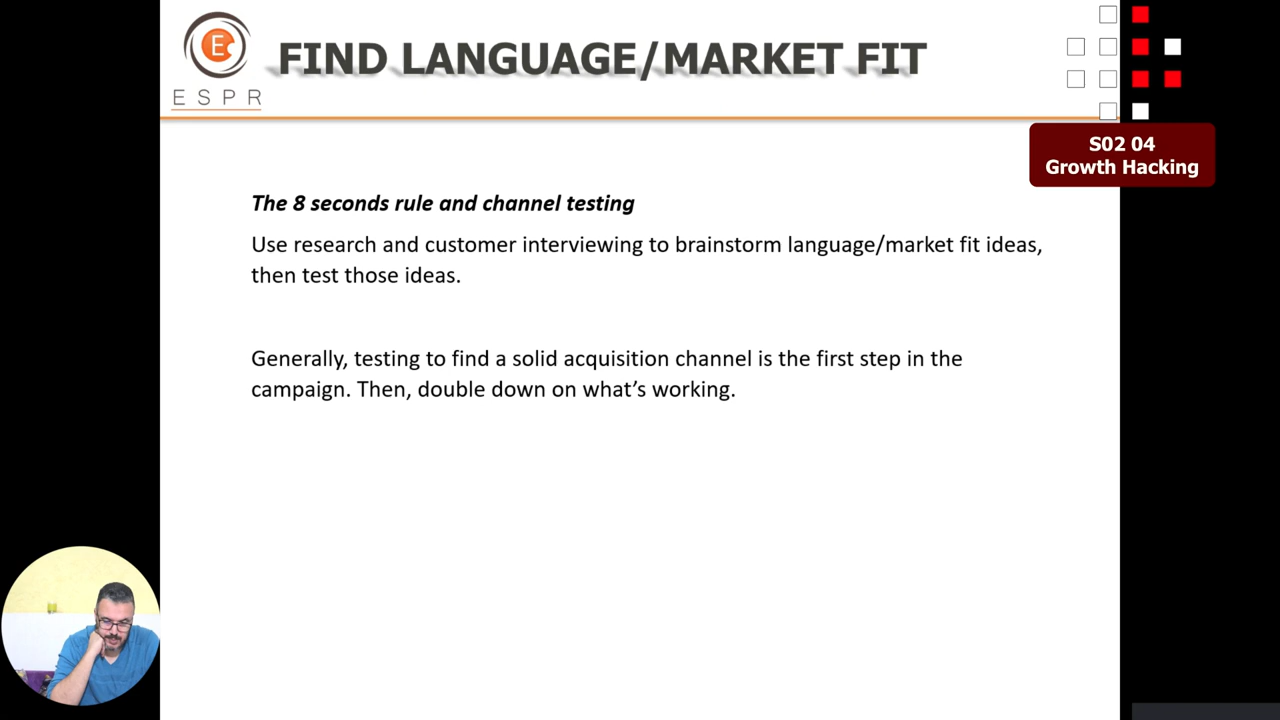 E
ESPR
FIND LANGUAGE/MARKET FIT
S02 04
Growth Hacking
The 8 seconds rule and channel testing
Use research and customer interviewing to brainstorm language/market fit ideas,
then test those ideas.
Generally, testing to find a solid acquisition channel is the first step in the
campaign. Then, double down on what’s working.